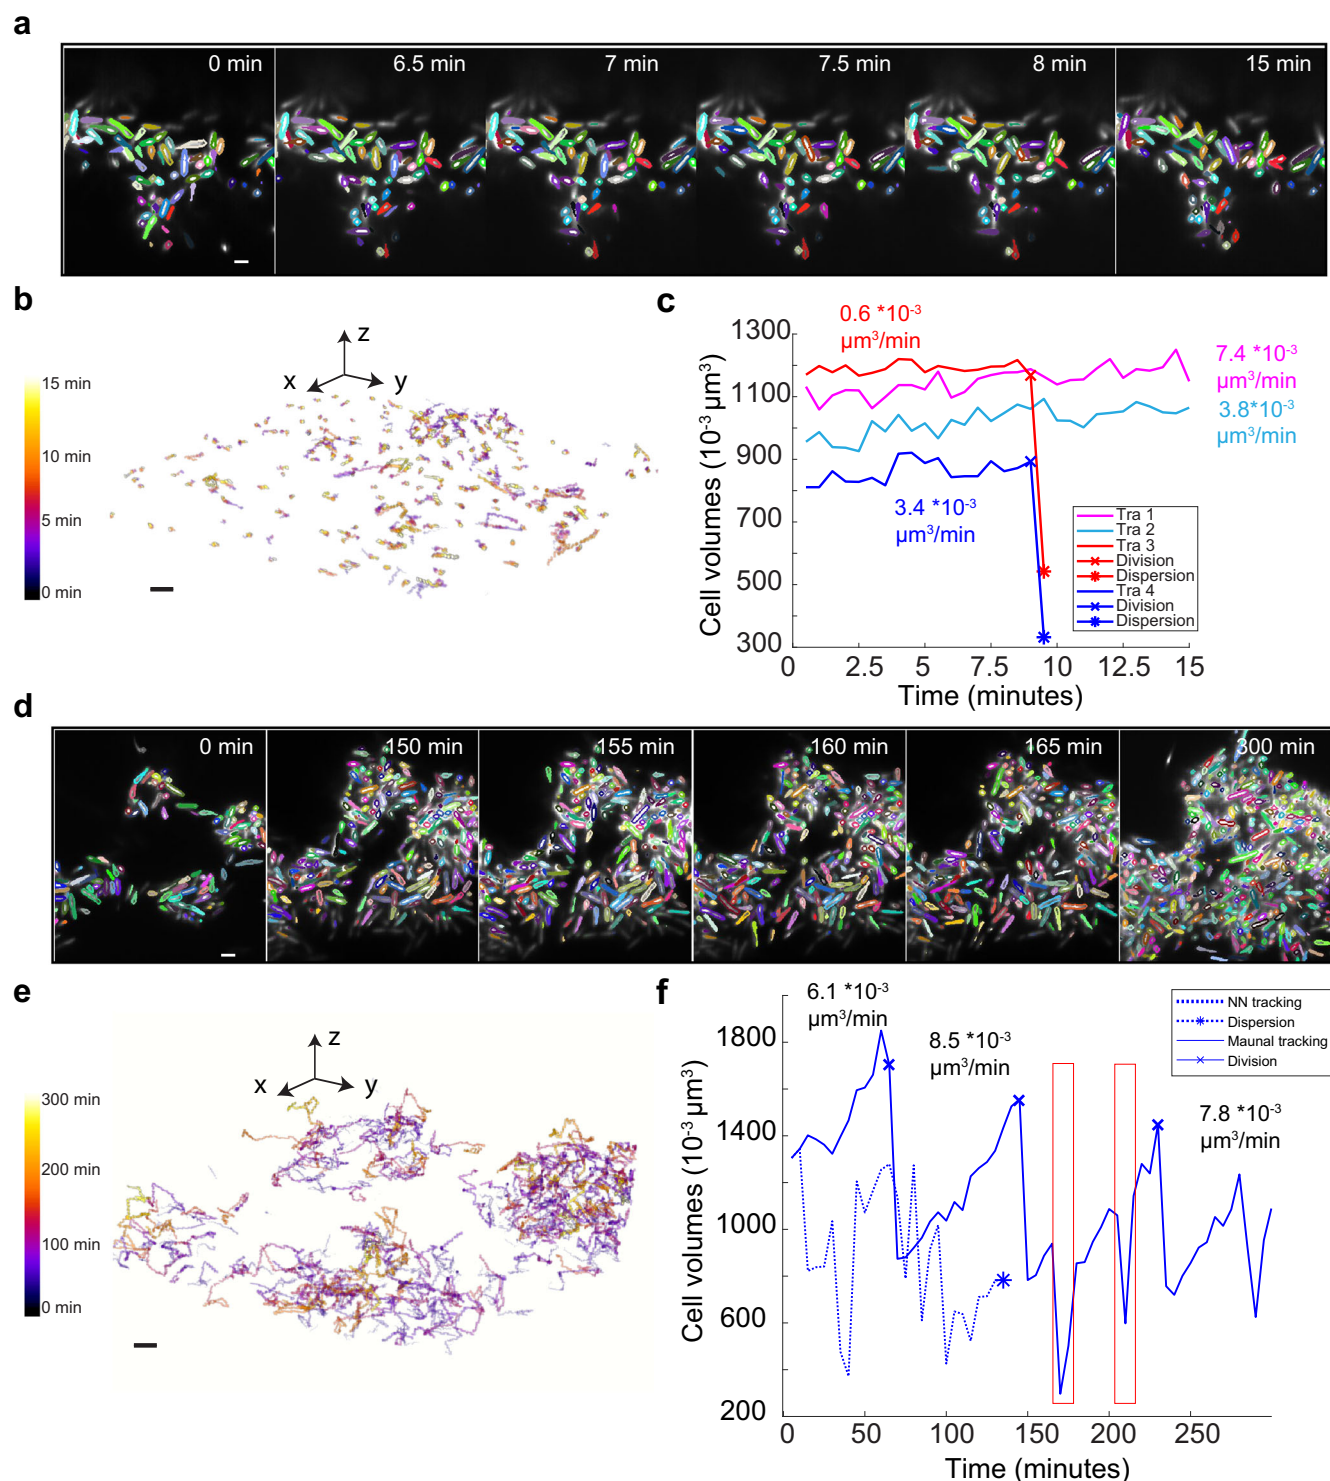 a
0 min
6.5 min
7 min
7.5 min
8 min
15 min
b
z
x
y
15 min
10 min
5 min
0 min
c
0.6 *10⁻³
µm³/min
7.4 *10⁻³
µm³/min
3.8*10⁻³
µm³/min
3.4 *10⁻³
µm³/min
Cell volumes (10⁻³ µm³)
1300
1100
900
700
500
300
0
2.5
5
7.5
10
12.5
15
Time (minutes)
Tra 1
Tra 2
Tra 3
Division
Dispersion
Tra 4
Division
Dispersion
d
0 min
150 min
155 min
160 min
165 min
300 min
e
z
x
y
300 min
200 min
100 min
0 min
f
6.1 *10⁻³
µm³/min
8.5 *10⁻³
µm³/min
7.8 *10⁻³
µm³/min
NN tracking
Dispersion
Maunal tracking
Division
Cell volumes (10⁻³ µm³)
1800
1400
1000
600
200
0
50
100
150
200
250
Time (minutes)